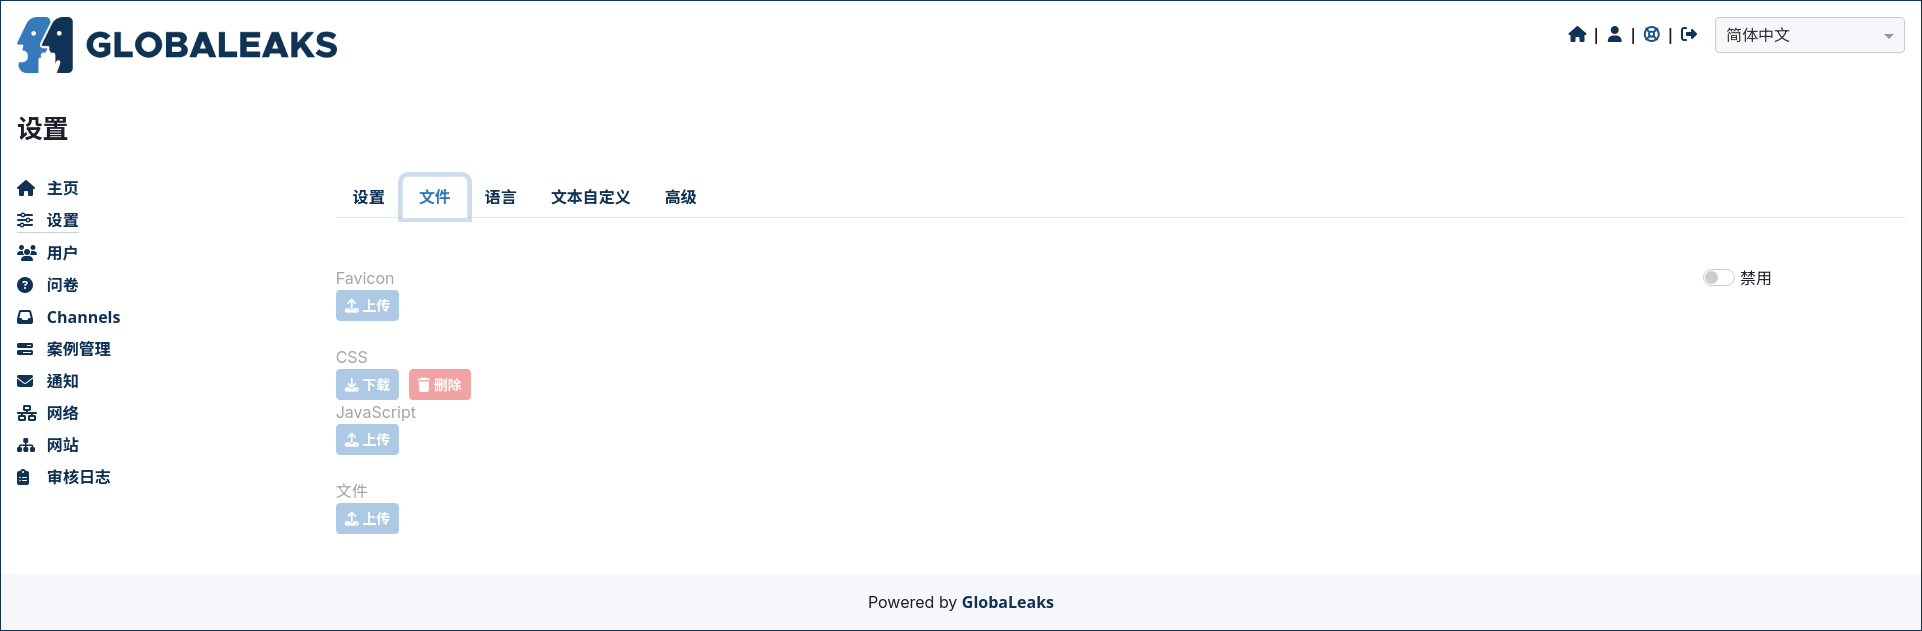 GLOBALEAKS
| | | 简体中文
设置
主页
设置
用户
问卷
Channels
案例管理
通知
网络
网站
审核日志
设置 文件 语言 文本自定义 高级
Favicon
禁用
上传
CSS
下载 删除
JavaScript
上传
文件
上传
Powered by GlobaLeaks